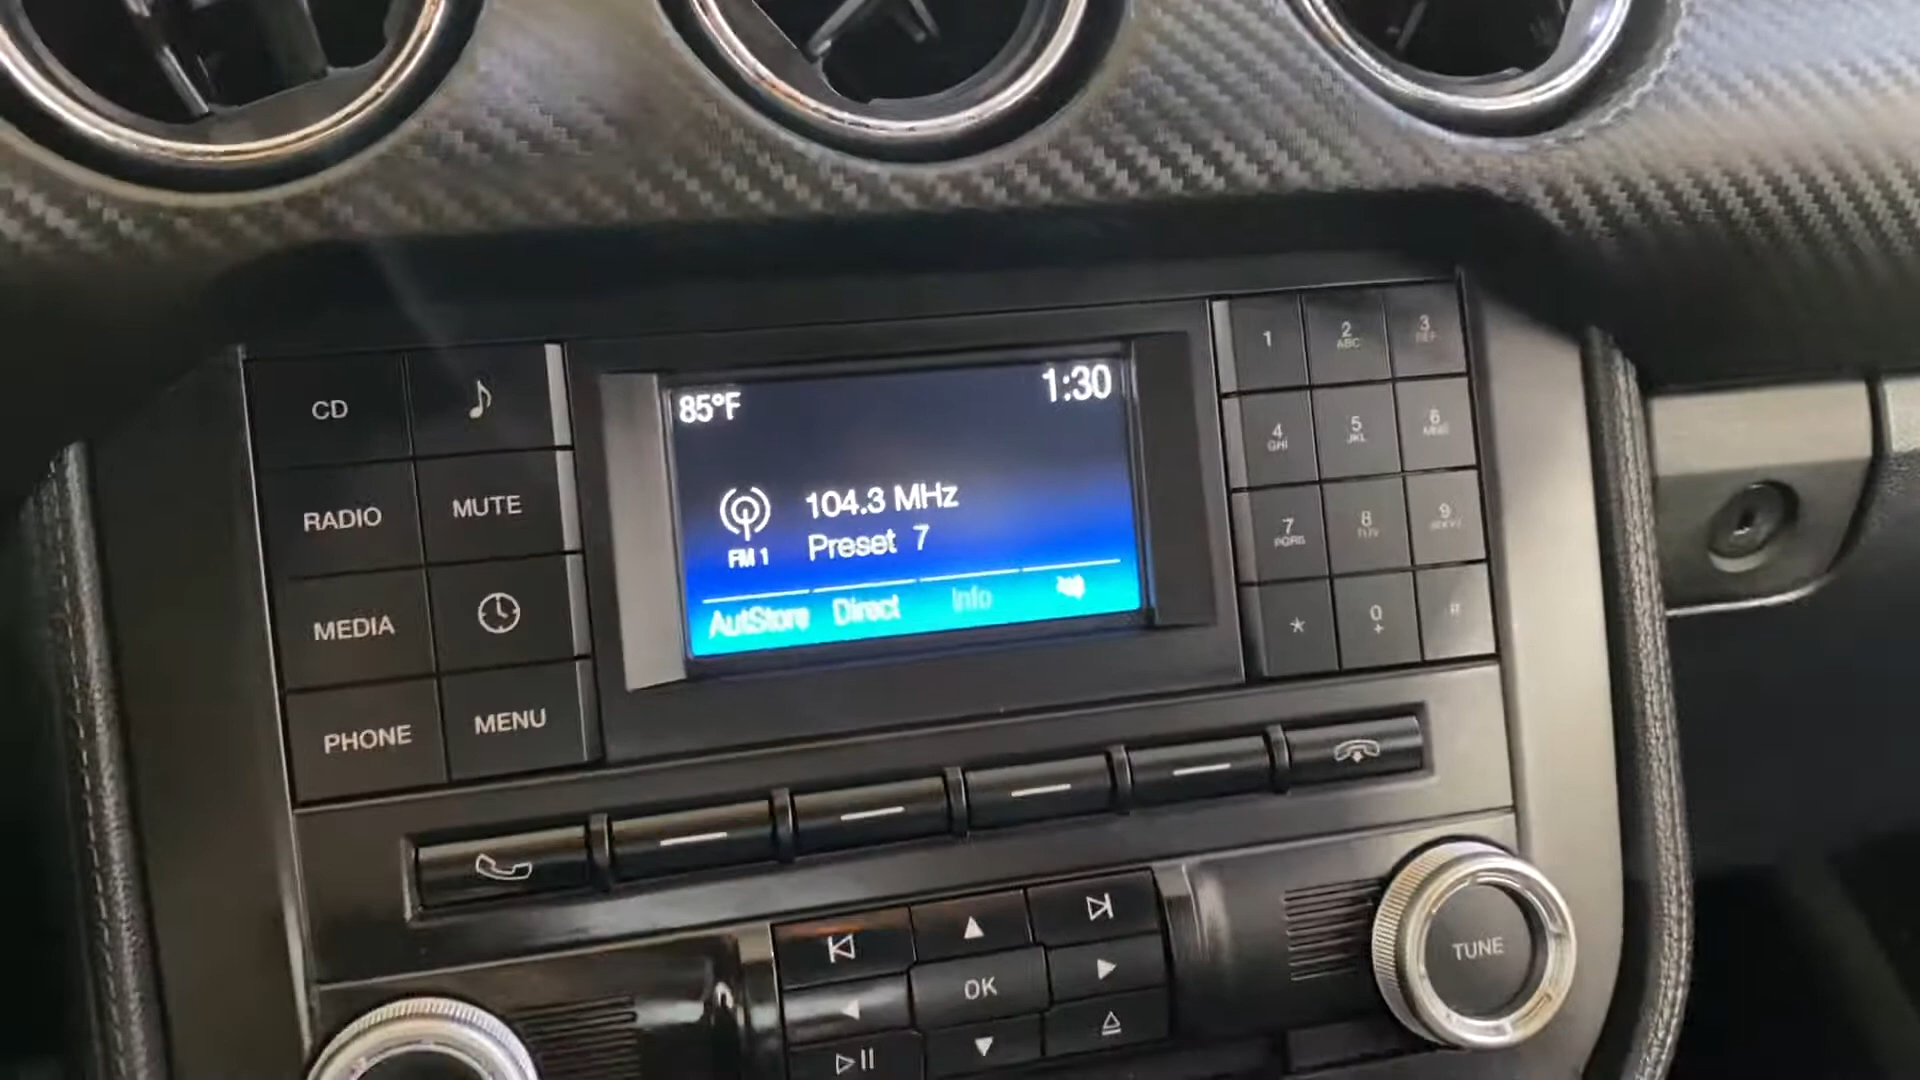 85°F
1:30
104.3 MHz
FM 1
Preset 7
AutStore Direct Info
CD
RADIO MUTE
MEDIA
PHONE MENU
1 2 3
ABC DEF
4 5 6
GHI JKL MNO
7 8 9
PQRS TUV
* 0 #
+
OK
TUNE